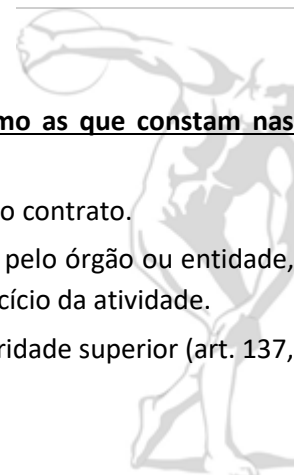 mo as que constam nas
o contrato.
pelo órgão ou entidade,
cício da atividade.
ridade superior (art. 137,